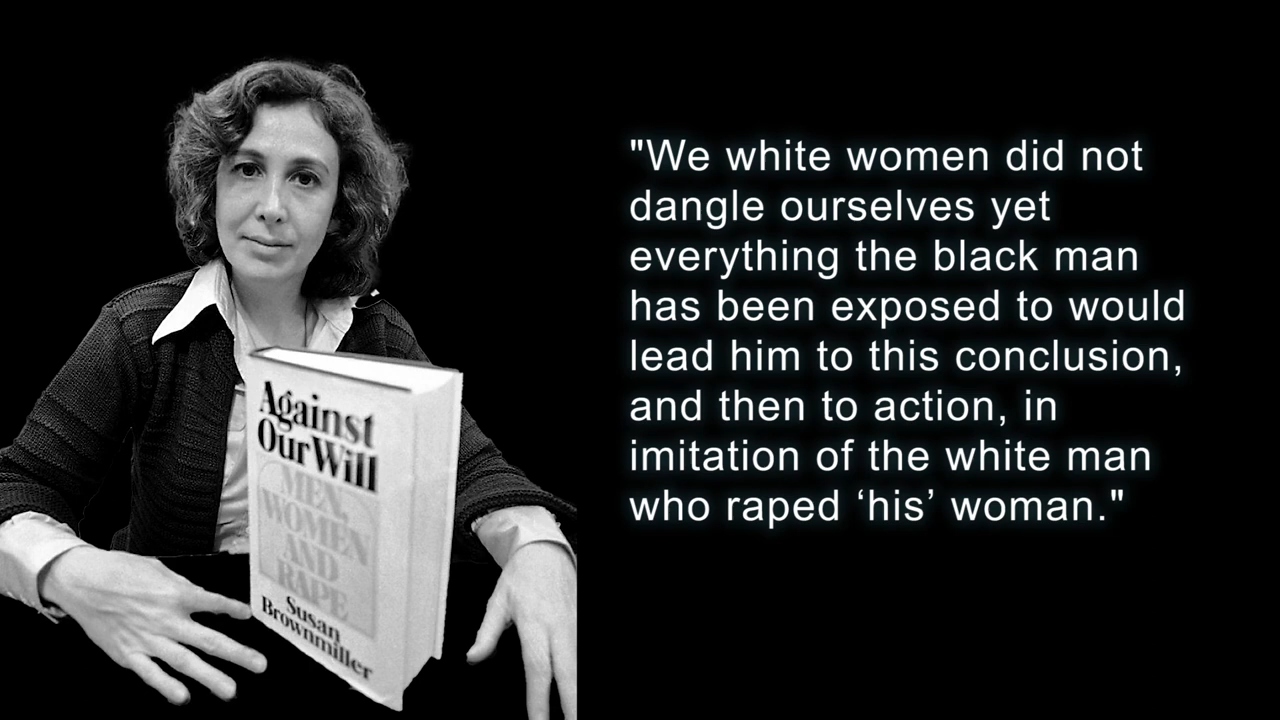 Against
Our Will
MEN,
WOMEN
AND
RAPE
Susan
Brownmiller
"We white women did not
dangle ourselves yet
everything the black man
has been exposed to would
lead him to this conclusion,
and then to action, in
imitation of the white man
who raped ‘his’ woman."